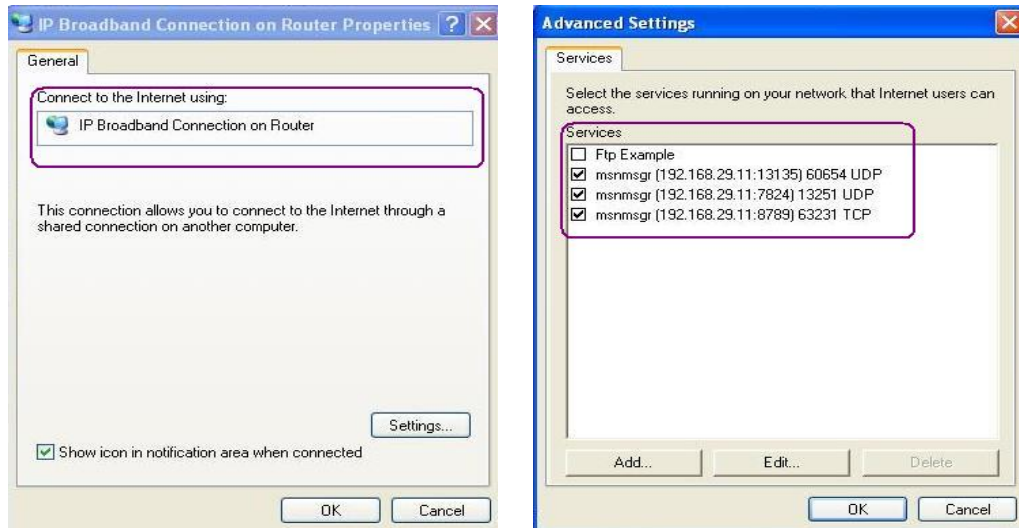 IP Broadband Connection on Router Properties
General
Connect to the Internet using:
IP Broadband Connection on Router
This connection allows you to connect to the Internet through a
shared connection on another computer.
Settings...
Show icon in notification area when connected
OK
Cancel
Advanced Settings
Services
Select the services running on your network that Internet users can
access.
Services
Ftp Example
msnmsgr (192.168.29.11:13135) 60654 UDP
msnmsgr (192.168.29.11:7824) 13251 UDP
msnmsgr (192.168.29.11:8789) 63231 TCP
Add...
Edit...
Delete
OK
Cancel